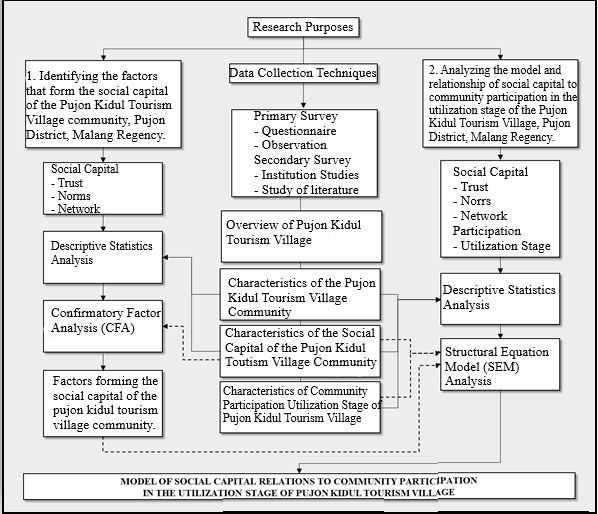 Research Purposes
1. Identifying the factors
that form the social capital
of the Pujon Kidul Tourism
Village community, Pujon
District, Malang Regency.
Social Capital
- Trust
- Norms
- Network
Descriptive Statistics
Analysis
Confirmatory Factor
Analysis (CFA)
Factors forming the
social capital of the
pujon kidul tourism
village community.
Data Collection Techniques
Primary Survey
- Questionnaire
- Observation
Secondary Survey
- Institution Studies
- Study of literature
Overview of Pujon Kidul
Tourism Village
Characteristics of the Pujon
Kidul Tourism Village
Community
Characteristics of the Social
Capital of the Pujon Kidul
Toutism Village Community
Characteristics of Community
Participation Utilization Stage of
Pujon Kidul Tourism Village
2. Analyzing the model and
relationship of social capital to
community participation in the
utilization stage of the Pujon
Kidul Tourism Village, Pujon
District, Malang Regency.
Social Capital
- Trust
- Norrs
- Network
Participation
- Utilization Stage
Descriptive Statistics
Analysis
Structural Equation
Model (SEM)
Analysis
MODEL OF SOCIAL CAPITAL RELATIONS TO COMMUNITY PARTICIPATION
IN THE UTILIZATION STAGE OF PUJON KIDUL TOURISM VILLAGE